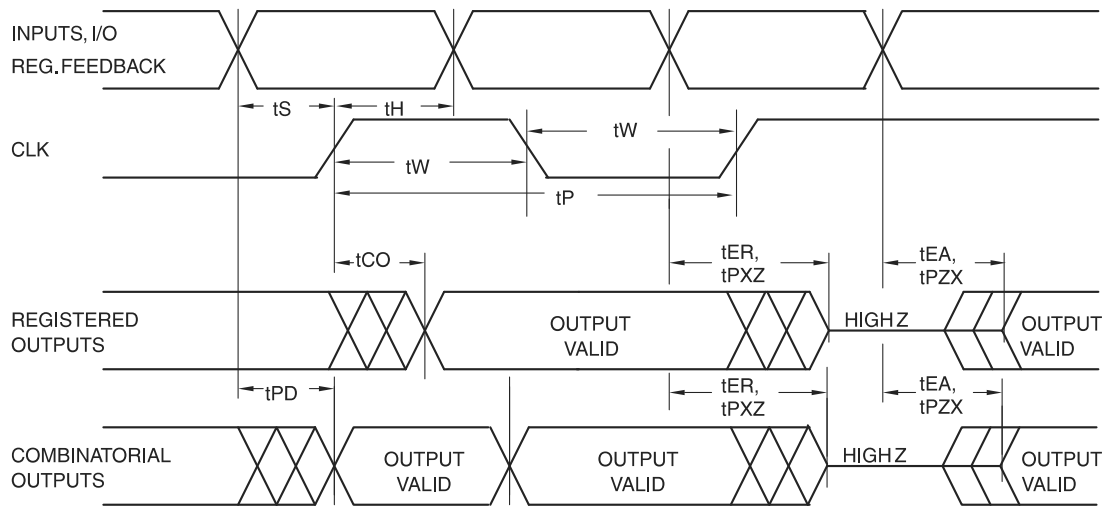 INPUTS, I/O
REG. FEEDBACK
tS
tH
tW
CLK
tW
tP
tCO
tER,
tPXZ
tEA,
tPZX
REGISTERED
OUTPUTS
OUTPUT
VALID
HIGH Z
OUTPUT
VALID
tPD
tER,
tPXZ
tEA,
tPZX
COMBINATORIAL
OUTPUTS
OUTPUT
VALID
OUTPUT
VALID
HIGH Z
OUTPUT
VALID